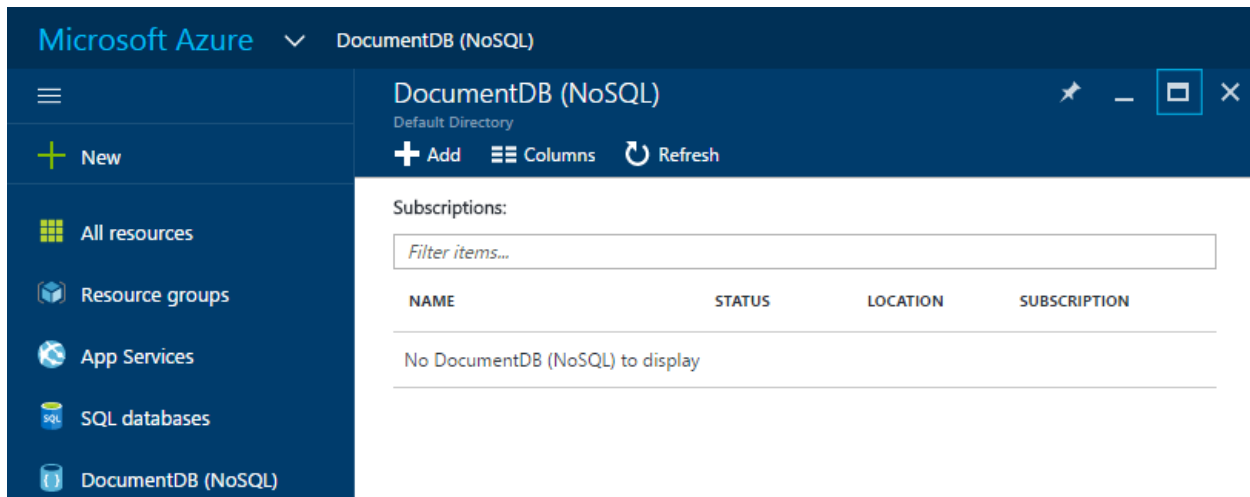 Microsoft Azure DocumentDB (NoSQL)
DocumentDB (NoSQL)
Default Directory
Add Columns Refresh
New
All resources
Resource groups
App Services
SQL databases
SQL
DocumentDB (NoSQL)
Subscriptions:
Filter items...
NAME STATUS LOCATION SUBSCRIPTION
No DocumentDB (NoSQL) to display